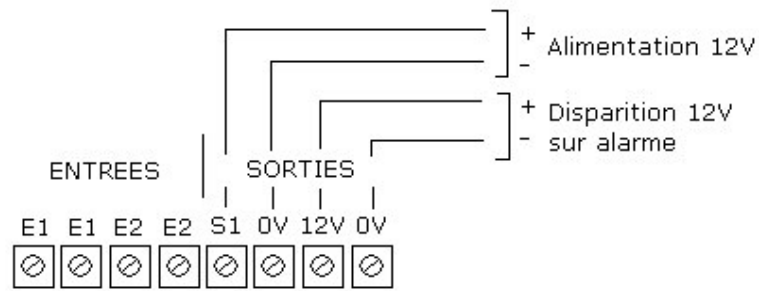 +
Alimentation 12V
-
+
Disparition 12V
-
sur alarme
ENTREES
SORTIES
E1 E1 E2 E2 S1 0V 12V 0V